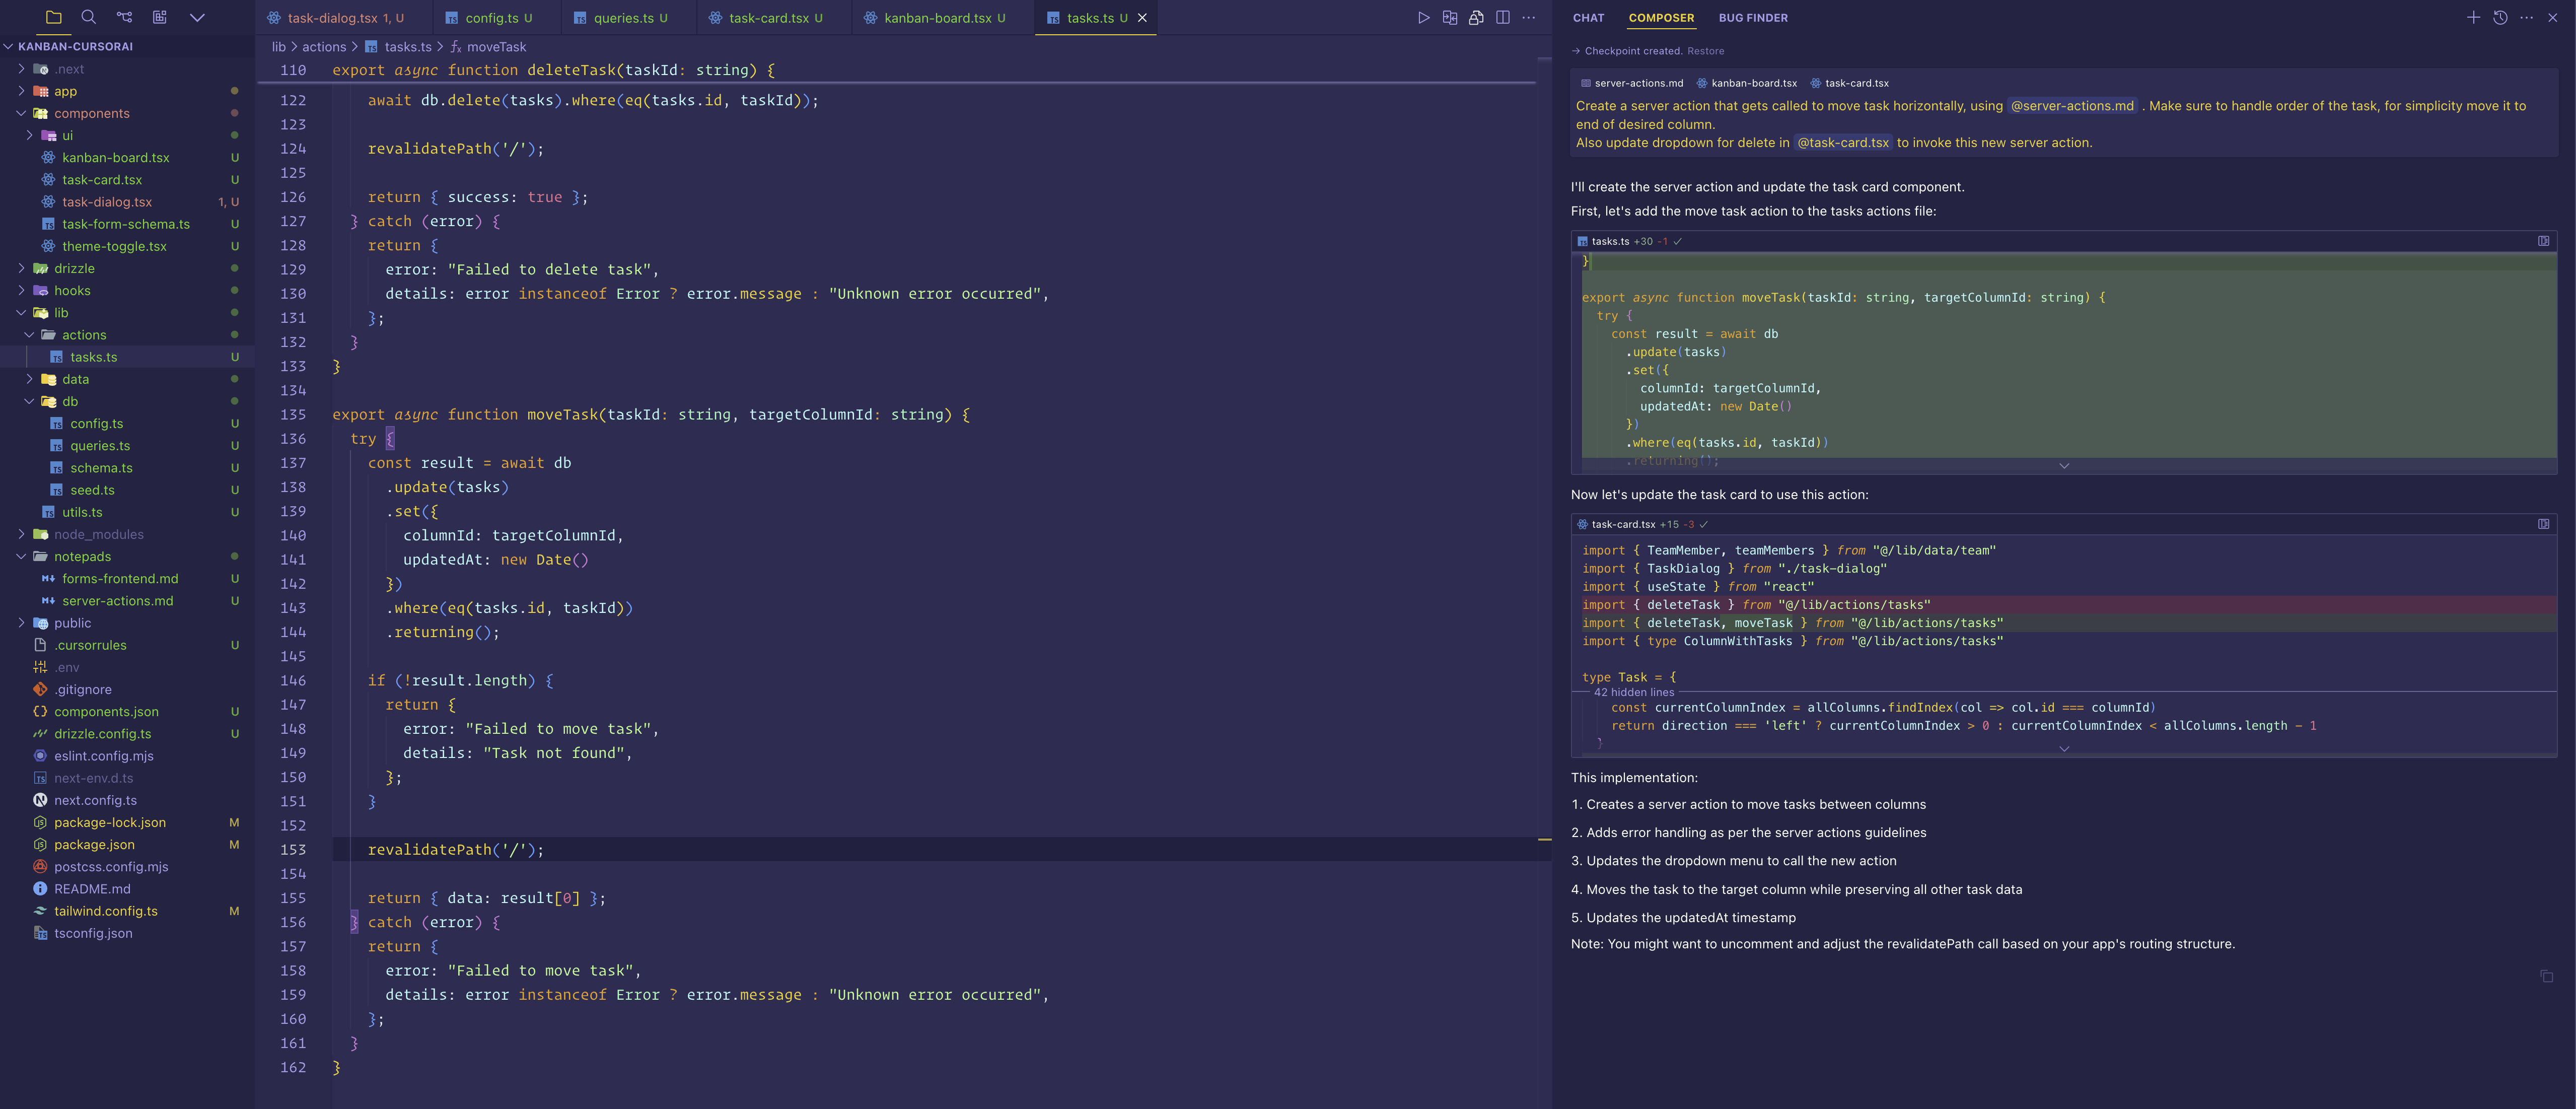 KANBAN-CURSORAI
.next
app
components
ui
kanban-board.tsx U
task-card.tsx U
task-dialog.tsx 1, U
task-form-schema.ts U
theme-toggle.tsx U
drizzle
hooks
lib
actions
tasks.ts U
data
db
config.ts U
queries.ts U
schema.ts U
seed.ts U
utils.ts U
node_modules
notepads
forms-frontend.md U
server-actions.md U
public
.cursorrules U
.env
.gitignore
components.json U
drizzle.config.ts U
eslint.config.mjs
next-env.d.ts
next.config.ts
package-lock.json M
package.json M
postcss.config.mjs
README.md
tailwind.config.ts M
tsconfig.json
task-dialog.tsx 1, U config.ts U queries.ts U task-card.tsx U kanban-board.tsx U tasks.ts U
lib > actions > tasks.ts > moveTask
110 export async function deleteTask(taskId: string) {
122 await db.delete(tasks).where(eq(tasks.id, taskId));
123
124 revalidatePath('/');
125
126 return { success: true };
127 } catch (error) {
128 return {
129 error: "Failed to delete task",
130 details: error instanceof Error ? error.message : "Unknown error occurred",
131 };
132 }
133 }
134
135 export async function moveTask(taskId: string, targetColumnId: string) {
136 try {
137 const result = await db
138 .update(tasks)
139 .set({
140 columnId: targetColumnId,
141 updatedAt: new Date()
142 })
143 .where(eq(tasks.id, taskId))
144 .returning();
145
146 if (!result.length) {
147 return {
148 error: "Failed to move task",
149 details: "Task not found",
150 };
151 }
152
153 revalidatePath('/');
154
155 return { data: result[0] };
156 } catch (error) {
157 return {
158 error: "Failed to move task",
159 details: error instanceof Error ? error.message : "Unknown error occurred",
160 };
161 }
162 }
CHAT COMPOSER BUG FINDER
Checkpoint created. Restore
server-actions.md kanban-board.tsx task-card.tsx
Create a server action that gets called to move task horizontally, using @server-actions.md . Make sure to handle order of the task, for simplicity move it to
end of desired column.
Also update dropdown for delete in @task-card.tsx to invoke this new server action.
I'll create the server action and update the task card component.
First, let's add the move task action to the tasks actions file:
tasks.ts +30 -1
}
export async function moveTask(taskId: string, targetColumnId: string) {
try {
const result = await db
.update(tasks)
.set({
columnId: targetColumnId,
updatedAt: new Date()
})
.where(eq(tasks.id, taskId))
.returning();
Now let's update the task card to use this action:
task-card.tsx +15 -3
import { TeamMember, teamMembers } from "@/lib/data/team"
import { TaskDialog } from "./task-dialog"
import { useState } from "react"
import { deleteTask } from "@/lib/actions/tasks"
import { deleteTask, moveTask } from "@/lib/actions/tasks"
import { type ColumnWithTasks } from "@/lib/actions/tasks"
type Task = {
42 hidden lines
const currentColumnIndex = allColumns.findIndex(col => col.id === columnId)
return direction === 'left' ? currentColumnIndex > 0 : currentColumnIndex < allColumns.length - 1
}
This implementation:
1. Creates a server action to move tasks between columns
2. Adds error handling as per the server actions guidelines
3. Updates the dropdown menu to call the new action
4. Moves the task to the target column while preserving all other task data
5. Updates the updatedAt timestamp
Note: You might want to uncomment and adjust the revalidatePath call based on your app's routing structure.